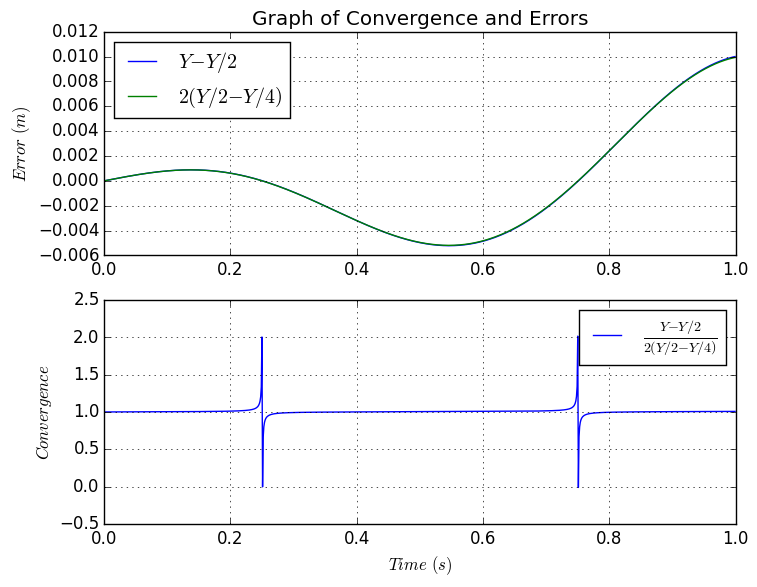 Graph of Convergence and Errors
0.012
0.010
0.008
0.006
0.004
0.002
0.000
−0.002
−0.004
−0.006
Error (m)
Y−Y/2
2(Y/2−Y/4)
0.0 0.2 0.4 0.6 0.8 1.0
2.5
2.0
1.5
1.0
0.5
0.0
−0.5
Convergence
Y−Y/2
2(Y/2−Y/4)
0.0 0.2 0.4 0.6 0.8 1.0
Time (s)